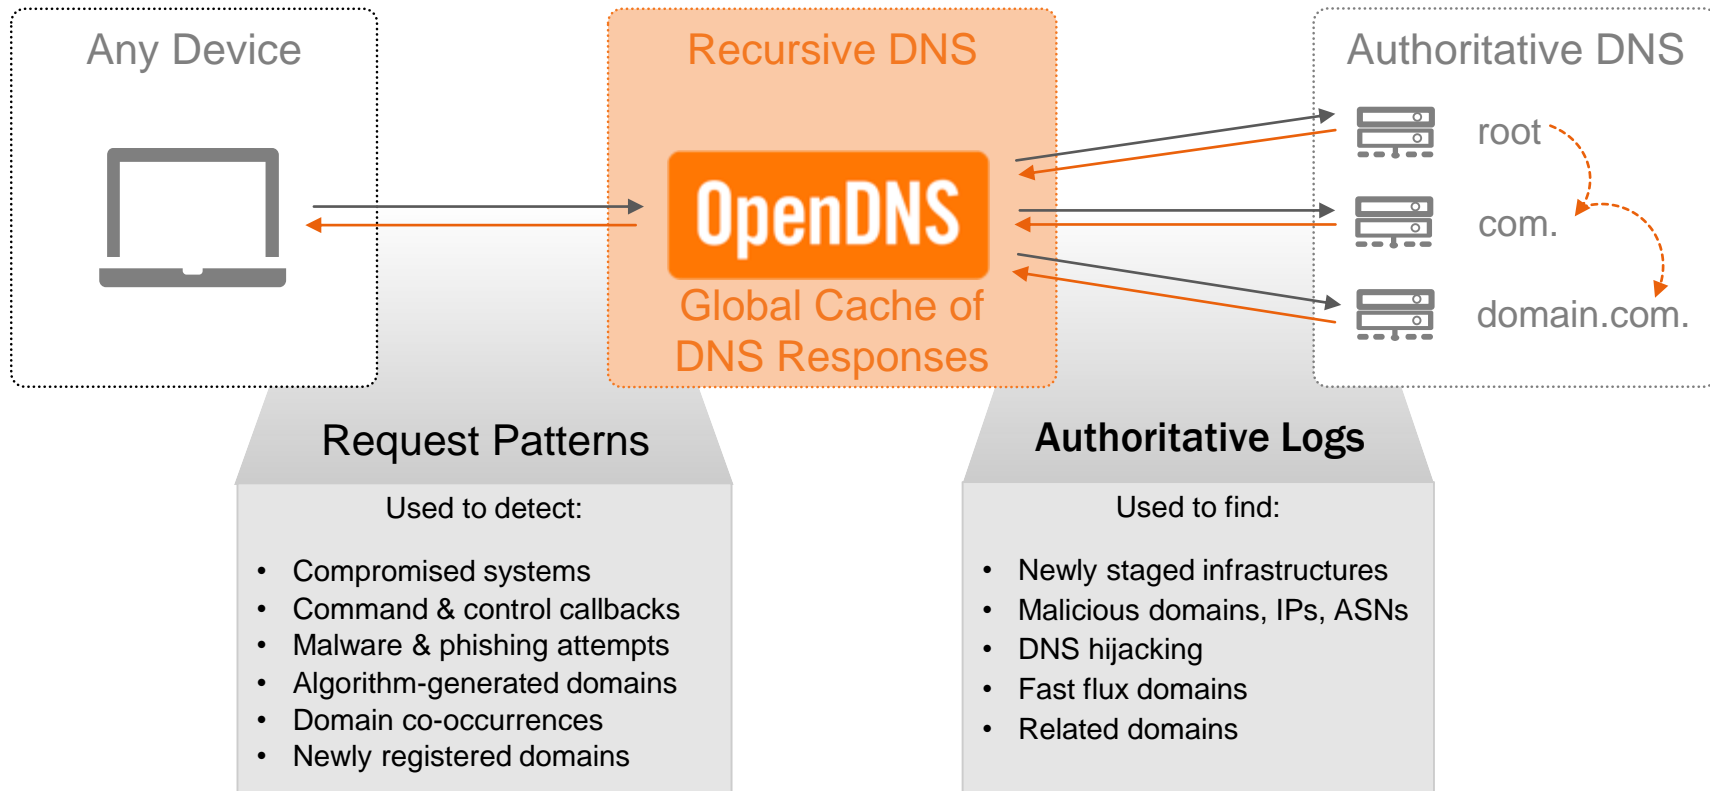 Any Device
Recursive DNS
OpenDNS
Global Cache of
DNS Responses
Authoritative DNS
root
com.
domain.com.
Request Patterns
Used to detect:
• Compromised systems
• Command & control callbacks
• Malware & phishing attempts
• Algorithm-generated domains
• Domain co-occurrences
• Newly registered domains
Authoritative Logs
Used to find:
• Newly staged infrastructures
• Malicious domains, IPs, ASNs
• DNS hijacking
• Fast flux domains
• Related domains